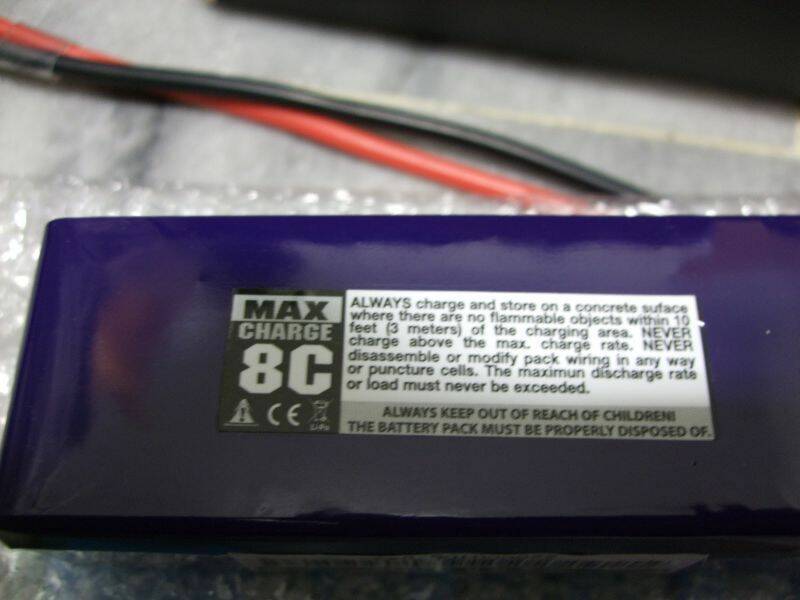 MAX
CHARGE
8C
CE
LiPo
ALWAYS charge and store on a concrete suface
where there are no flammable objects within 10
feet (3 meters) of the charging area. NEVER
charge above the max. charge rate. NEVER
disassemble or modify pack wiring in any way
or puncture cells. The maximun discharge rate
or load must never be exceeded.
ALWAYS KEEP OUT OF REACH OF CHILDREN!
THE BATTERY PACK MUST BE PROPERLY DISPOSED OF.